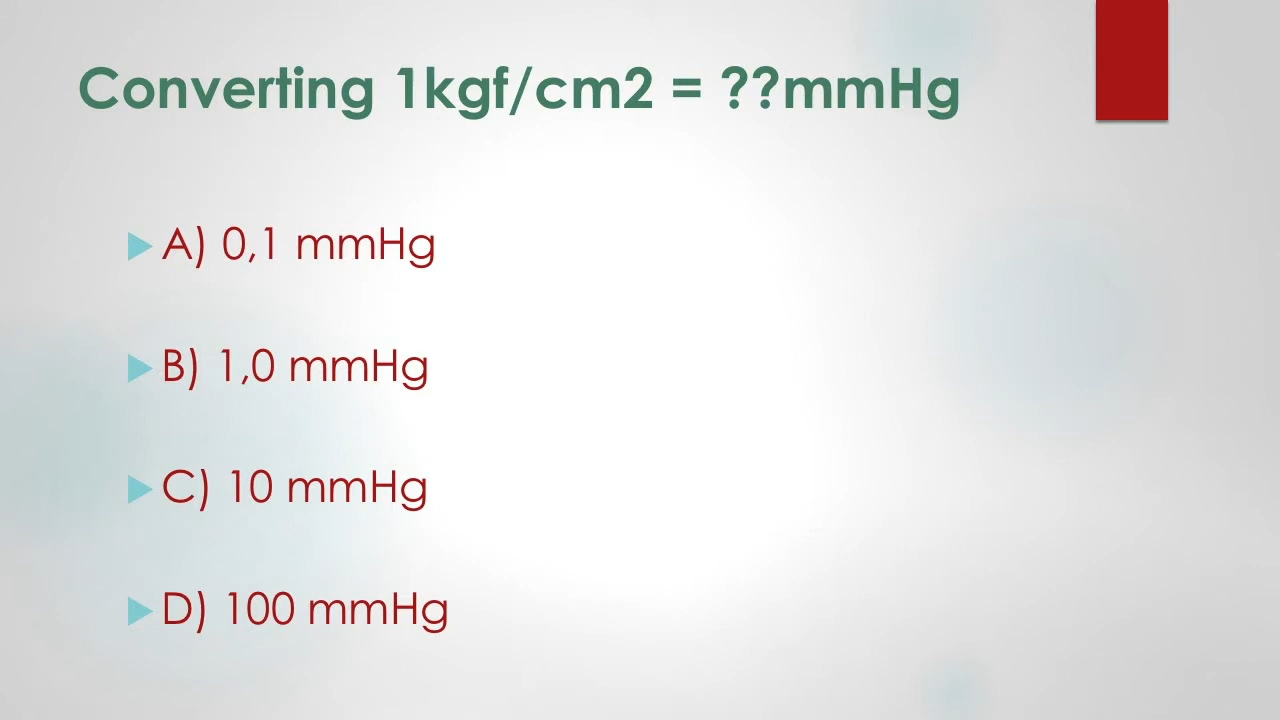 Converting 1kgf/cm2 = ??mmHg
A) 0,1 mmHg
B) 1,0 mmHg
C) 10 mmHg
D) 100 mmHg